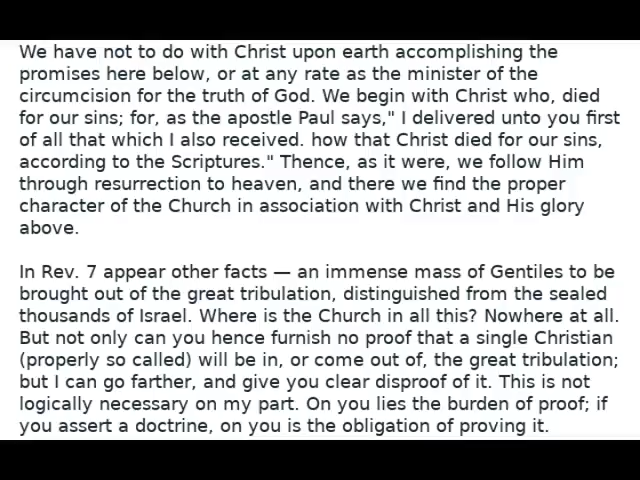 We have not to do with Christ upon earth accomplishing the
promises here below, or at any rate as the minister of the
circumcision for the truth of God. We begin with Christ who, died
for our sins; for, as the apostle Paul says," I delivered unto you first
of all that which I also received. how that Christ died for our sins,
according to the Scriptures." Thence, as it were, we follow Him
through resurrection to heaven, and there we find the proper
character of the Church in association with Christ and His glory
above.

In Rev. 7 appear other facts — an immense mass of Gentiles to be
brought out of the great tribulation, distinguished from the sealed
thousands of Israel. Where is the Church in all this? Nowhere at all.
But not only can you hence furnish no proof that a single Christian
(properly so called) will be in, or come out of, the great tribulation;
but I can go farther, and give you clear disproof of it. This is not
logically necessary on my part. On you lies the burden of proof; if
you assert a doctrine, on you is the obligation of proving it.